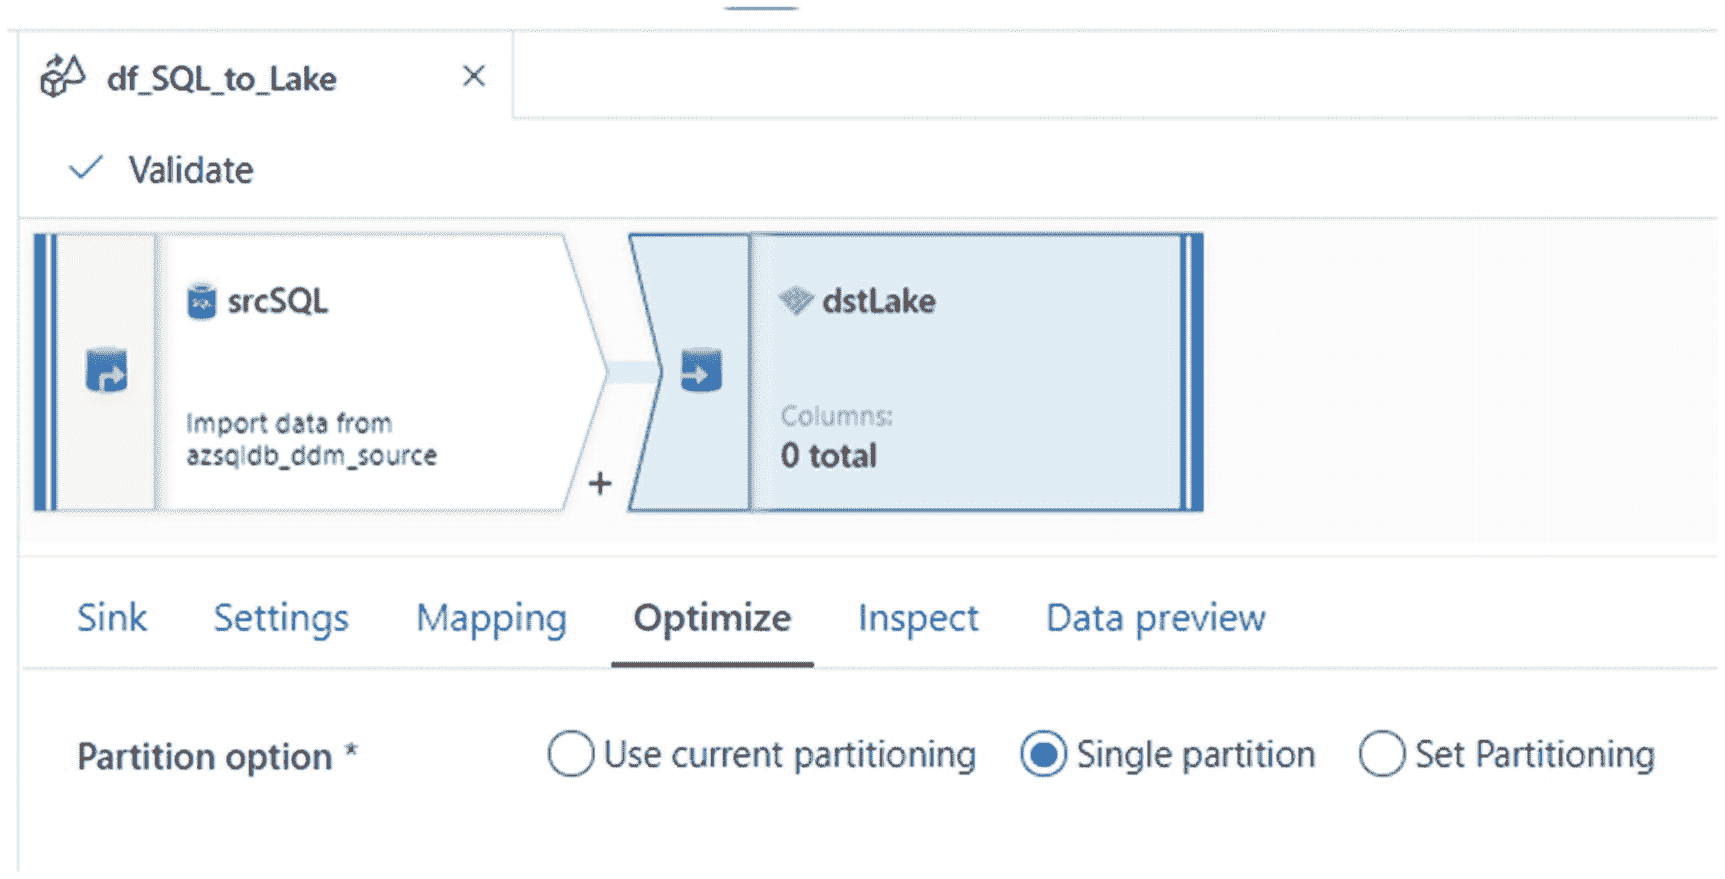 df_SQL_to_Lake
Validate
SQL
srcSQL
Import data from
azsqldb_ddm_source
+
dstLake
Columns:
0 total
Sink Settings Mapping Optimize Inspect Data preview
Partition option * Use current partitioning Single partition Set Partitioning